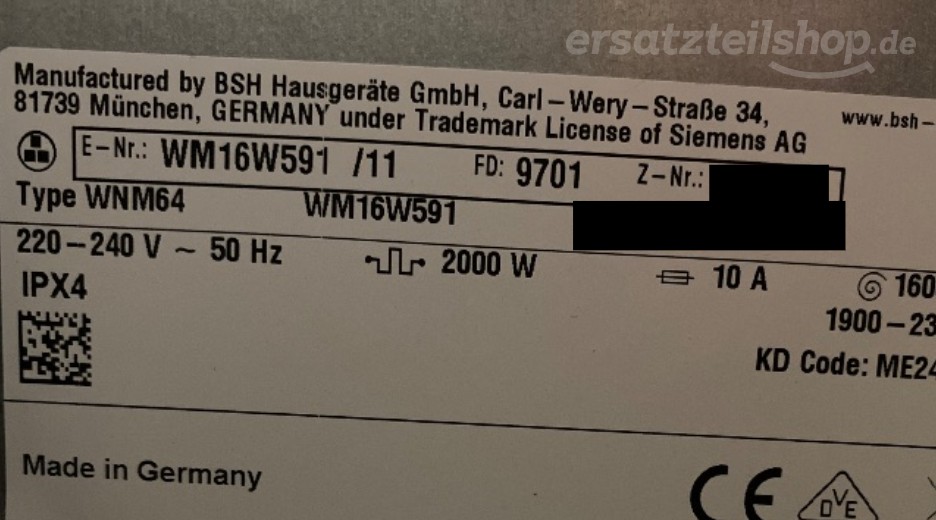 ersatzteilshop.de
Manufactured by BSH Hausgeräte GmbH, Carl-Wery-Straße 34,
81739 München, GERMANY under Trademark License of Siemens AG
www.bsh-
E-Nr.: WM16W591 /11 FD: 9701 Z-Nr.:
Type WNM64 WM16W591
220-240 V ~ 50 Hz 2000 W 10 A 160
IPX4 1900-23
KD Code: ME24
Made in Germany
CE DVE